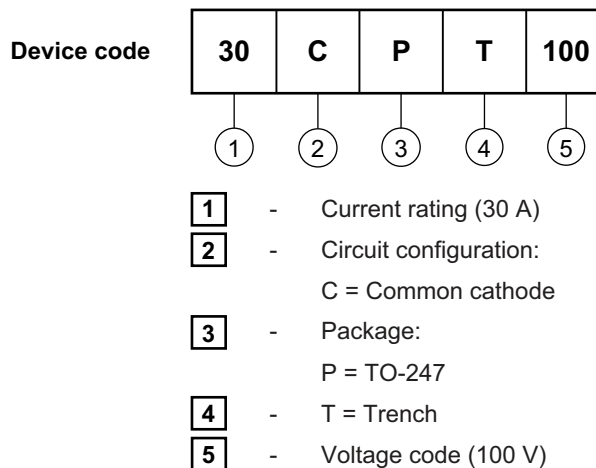 Device code 30 C P T 100
1 2 3 4 5
1 - Current rating (30 A)
2 - Circuit configuration:
C = Common cathode
3 - Package:
P = TO-247
4 - T = Trench
5 - Voltage code (100 V)